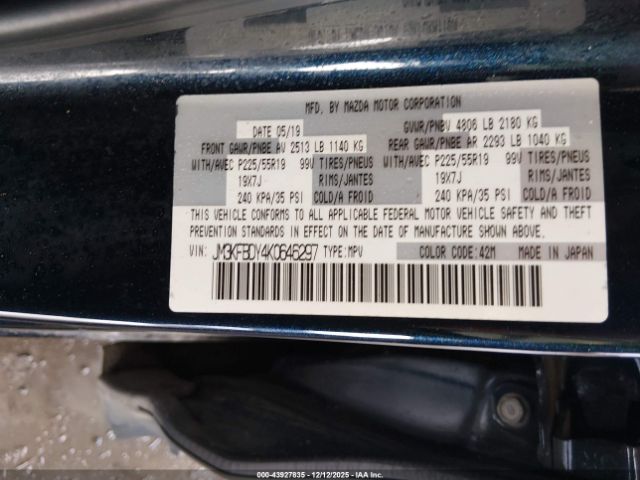 MFD. BY MAZDA MOTOR CORPORATION
DATE 05/19 GVWR/PNBV 4806 LB 2180 KG
FRONT GAWR/PNBE AV 2513 LB 1140 KG REAR GAWR/PNBE AR 2293 LB 1040 KG
WITH/AVEC P225/55R19 99V TIRES/PNEUS WITH/AVEC P225/55R19 99V TIRES/PNEUS
19X7J RIMS/JANTES 19X7J RIMS/JANTES
240 KPA/35 PSI COLD/A FROID 240 KPA/35 PSI COLD/A FROID
THIS VEHICLE CONFORMS TO ALL APPLICABLE FEDERAL MOTOR VEHICLE SAFETY AND THEFT
PREVENTION STANDARDS IN EFFECT ON THE DATE OF MANUFACTURE SHOWN ABOVE.
JM3KFBDY4K0646297 TYPE:MPV COLOR CODE:42M MADE IN JAPAN
000-43927835 - 12/12/2025 - IAA Inc.